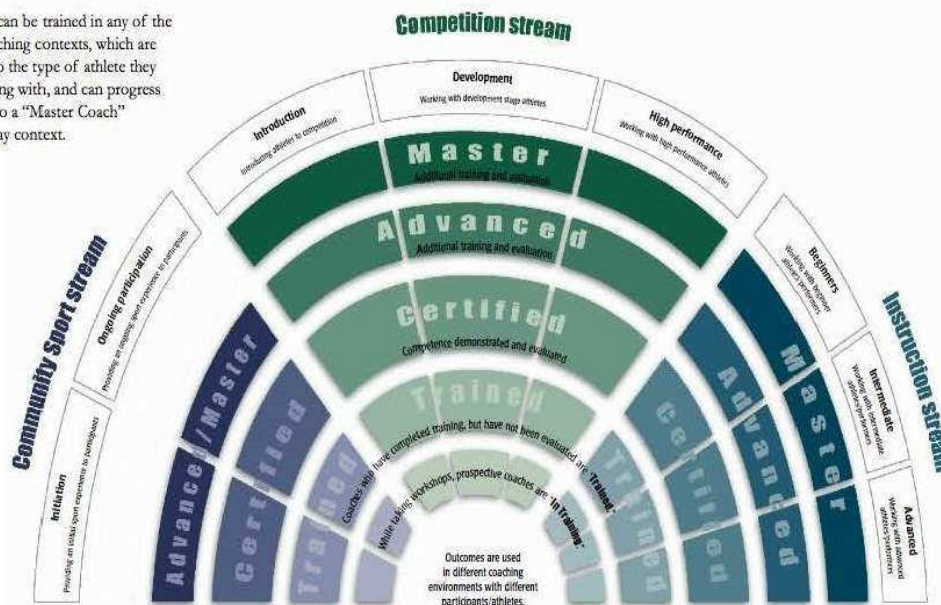 can be trained in any of the
ching contexts, which are
o the type of athlete they
ng with, and can progress
o a "Master Coach"
ny context.
Competition stream
Introduction
Introducing athletes to competition
Development
Working with development stage athletes
High performance
Working with high performance athletes
Master
Additional training and evaluation
Advanced
Additional training and evaluation
Certified
Competence demonstrated and evaluated
Trained
Coaches who have completed training, but have not been evaluated are "Trained."
While taking workshops, prospective coaches are "In Training."
Community Sport stream
Ongoing participation
Providing an ongoing sport experience to participants
Initiation
Providing an initial sport experience to participants
Advanced/Master
Certified
Trained
Instruction stream
Beginners
Working with beginner
athletes/performers
Intermediate
Working with intermediate
athletes/performers
Advanced
Working with advanced
athletes/performers
Master
Advanced
Certified
Trained
Outcomes are used
in different coaching
environments with different
participants/athletes.